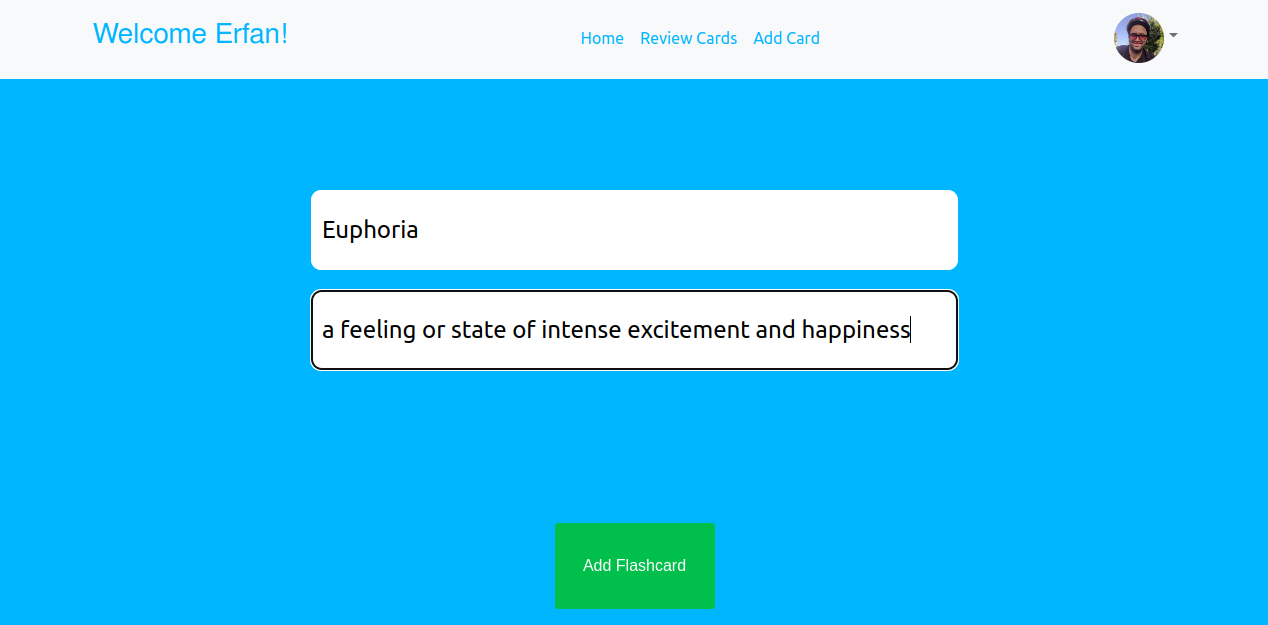 Welcome Erfan!
Home Review Cards Add Card
Euphoria
a feeling or state of intense excitement and happiness
Add Flashcard